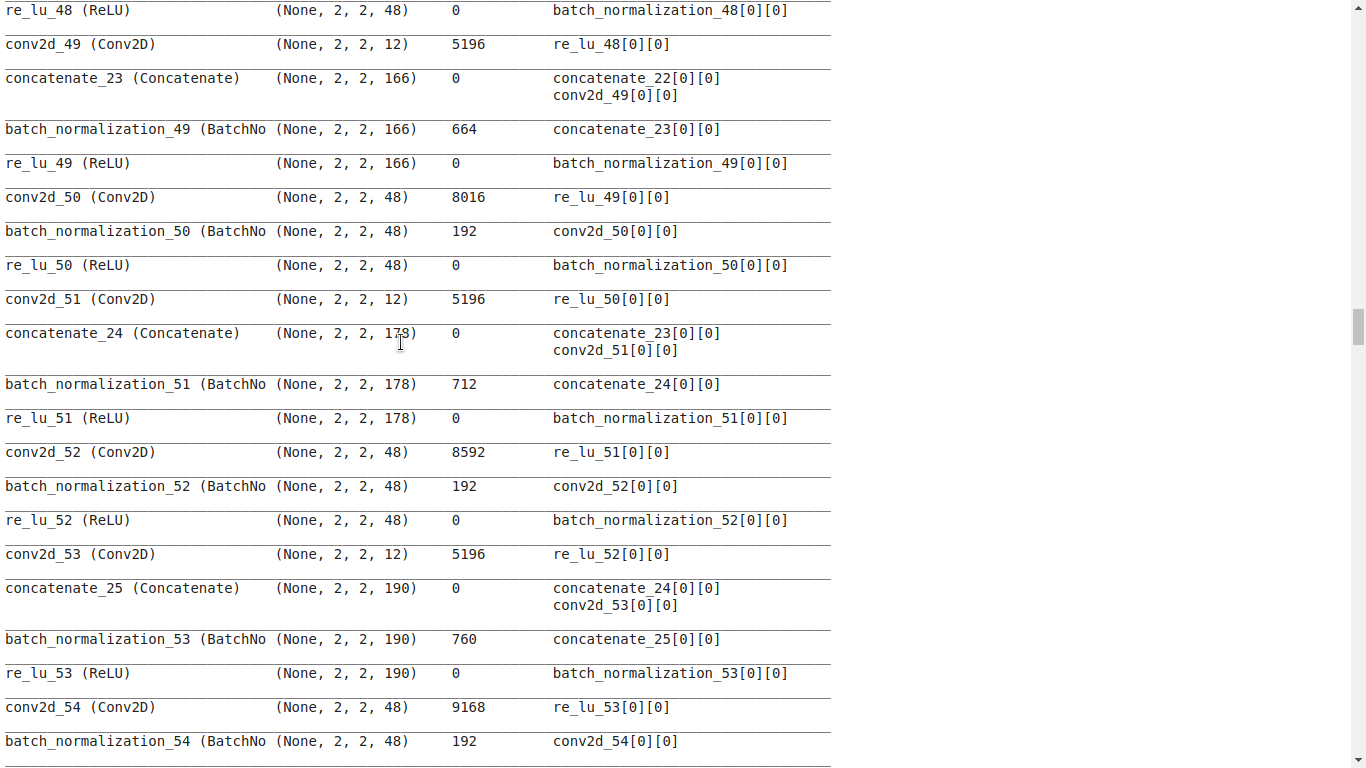 re_lu_48 (ReLU) (None, 2, 2, 48) 0 batch_normalization_48[0][0]
conv2d_49 (Conv2D) (None, 2, 2, 12) 5196 re_lu_48[0][0]
concatenate_23 (Concatenate) (None, 2, 2, 166) 0 concatenate_22[0][0]
conv2d_49[0][0]
batch_normalization_49 (BatchNo (None, 2, 2, 166) 664 concatenate_23[0][0]
re_lu_49 (ReLU) (None, 2, 2, 166) 0 batch_normalization_49[0][0]
conv2d_50 (Conv2D) (None, 2, 2, 48) 8016 re_lu_49[0][0]
batch_normalization_50 (BatchNo (None, 2, 2, 48) 192 conv2d_50[0][0]
re_lu_50 (ReLU) (None, 2, 2, 48) 0 batch_normalization_50[0][0]
conv2d_51 (Conv2D) (None, 2, 2, 12) 5196 re_lu_50[0][0]
concatenate_24 (Concatenate) (None, 2, 2, 178) 0 concatenate_23[0][0]
conv2d_51[0][0]
batch_normalization_51 (BatchNo (None, 2, 2, 178) 712 concatenate_24[0][0]
re_lu_51 (ReLU) (None, 2, 2, 178) 0 batch_normalization_51[0][0]
conv2d_52 (Conv2D) (None, 2, 2, 48) 8592 re_lu_51[0][0]
batch_normalization_52 (BatchNo (None, 2, 2, 48) 192 conv2d_52[0][0]
re_lu_52 (ReLU) (None, 2, 2, 48) 0 batch_normalization_52[0][0]
conv2d_53 (Conv2D) (None, 2, 2, 12) 5196 re_lu_52[0][0]
concatenate_25 (Concatenate) (None, 2, 2, 190) 0 concatenate_24[0][0]
conv2d_53[0][0]
batch_normalization_53 (BatchNo (None, 2, 2, 190) 760 concatenate_25[0][0]
re_lu_53 (ReLU) (None, 2, 2, 190) 0 batch_normalization_53[0][0]
conv2d_54 (Conv2D) (None, 2, 2, 48) 9168 re_lu_53[0][0]
batch_normalization_54 (BatchNo (None, 2, 2, 48) 192 conv2d_54[0][0]